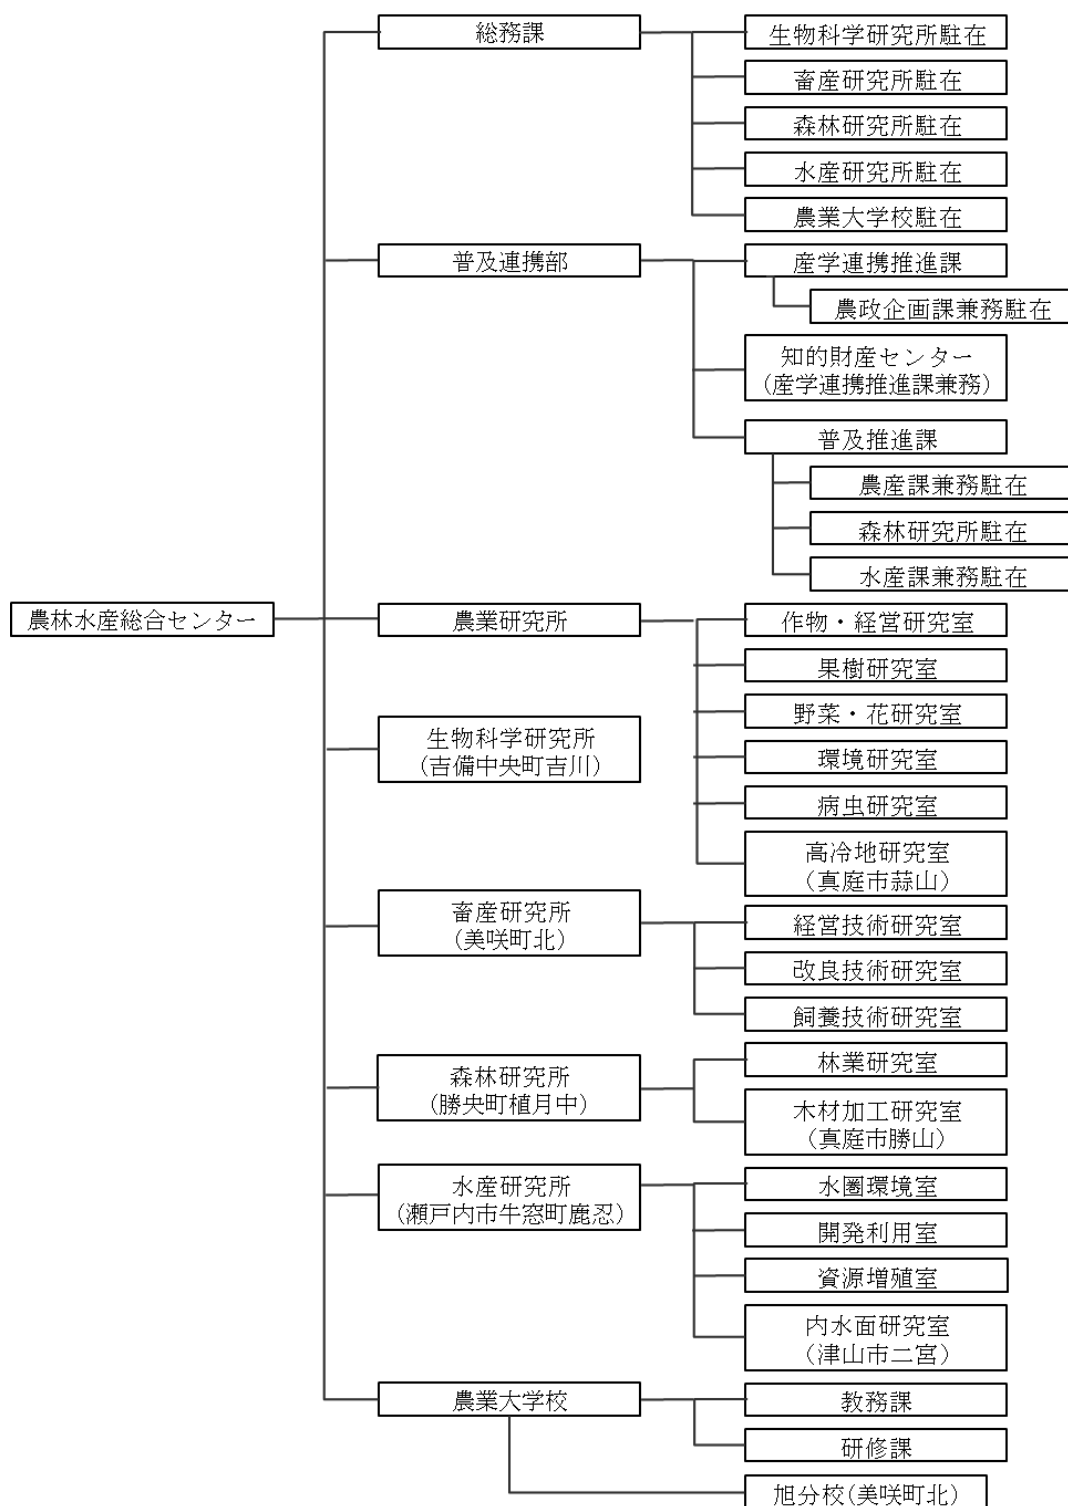 農林水産総合センター
総務課
生物科学研究所駐在
畜産研究所駐在
森林研究所駐在
水産研究所駐在
農業大学校駐在
普及連携部
産学連携推進課
農政企画課兼務駐在
知的財産センター
(産学連携推進課兼務)
普及推進課
農産課兼務駐在
森林研究所駐在
水産課兼務駐在
農業研究所
作物・経営研究室
果樹研究室
野菜・花研究室
環境研究室
病虫研究室
高冷地研究室
(真庭市蒜山)
生物科学研究所
(吉備中央町吉川)
畜産研究所
(美咲町北)
経営技術研究室
改良技術研究室
飼養技術研究室
森林研究所
(勝央町植月中)
林業研究室
木材加工研究室
(真庭市勝山)
水産研究所
(瀬戸内市牛窓町鹿忍)
水圏環境室
開発利用室
資源増殖室
内水面研究室
(津山市二宮)
農業大学校
教務課
研修課
旭分校(美咲町北)